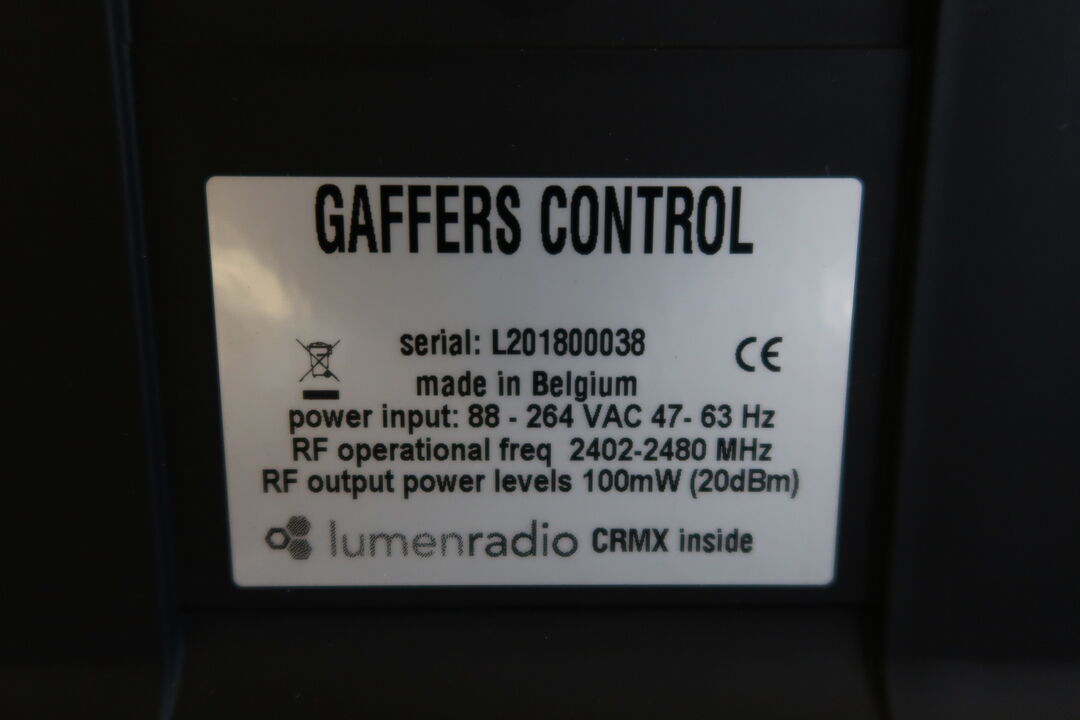 GAFFERS CONTROL
serial: L201800038
CE
made in Belgium
power input: 88 - 264 VAC 47- 63 Hz
RF operational freq 2402-2480 MHz
RF output power levels 100mW (20dBm)
lumenradio CRMX inside